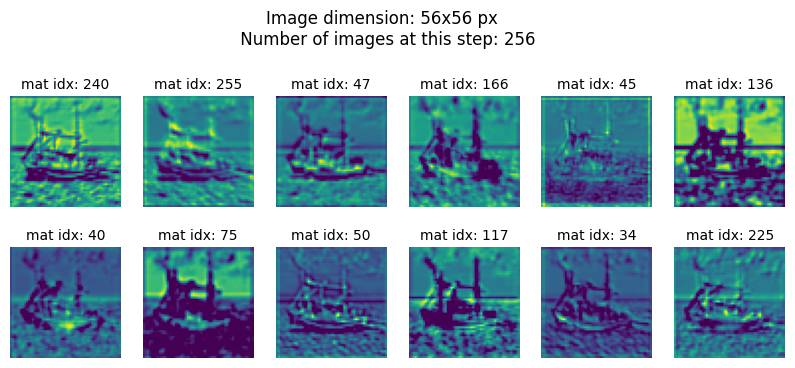 Image dimension: 56x56 px
Number of images at this step: 256
mat idx: 240
mat idx: 255
mat idx: 47
mat idx: 166
mat idx: 45
mat idx: 136
mat idx: 40
mat idx: 75
mat idx: 50
mat idx: 117
mat idx: 34
mat idx: 225